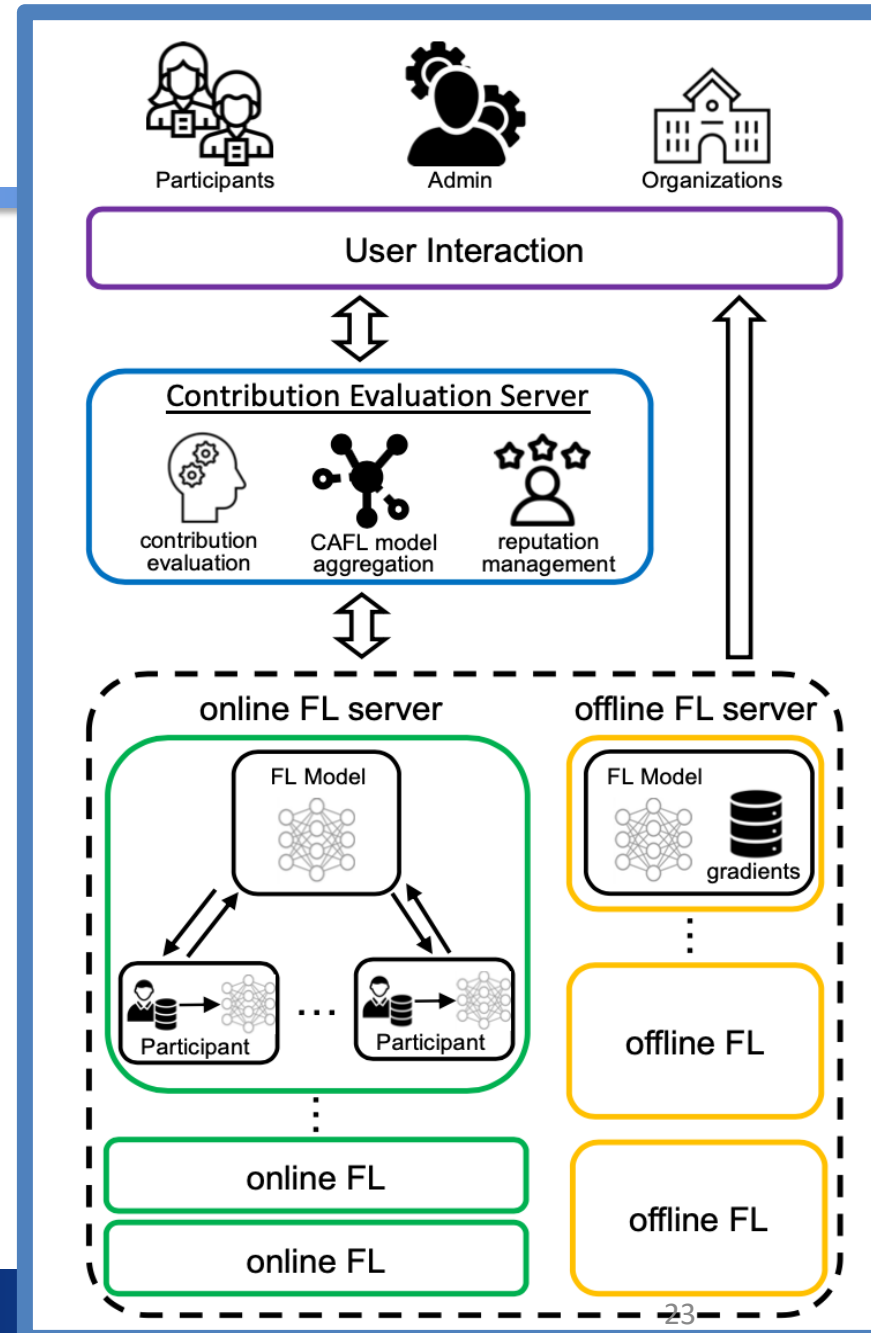 Participants
Admin
Organizations
User Interaction
Contribution Evaluation Server
contribution
evaluation
CAFL model
aggregation
reputation
management
online FL server
offline FL server
FL Model
FL Model
gradients
...
Participant
Participant
offline FL
online FL
offline FL
online FL
23